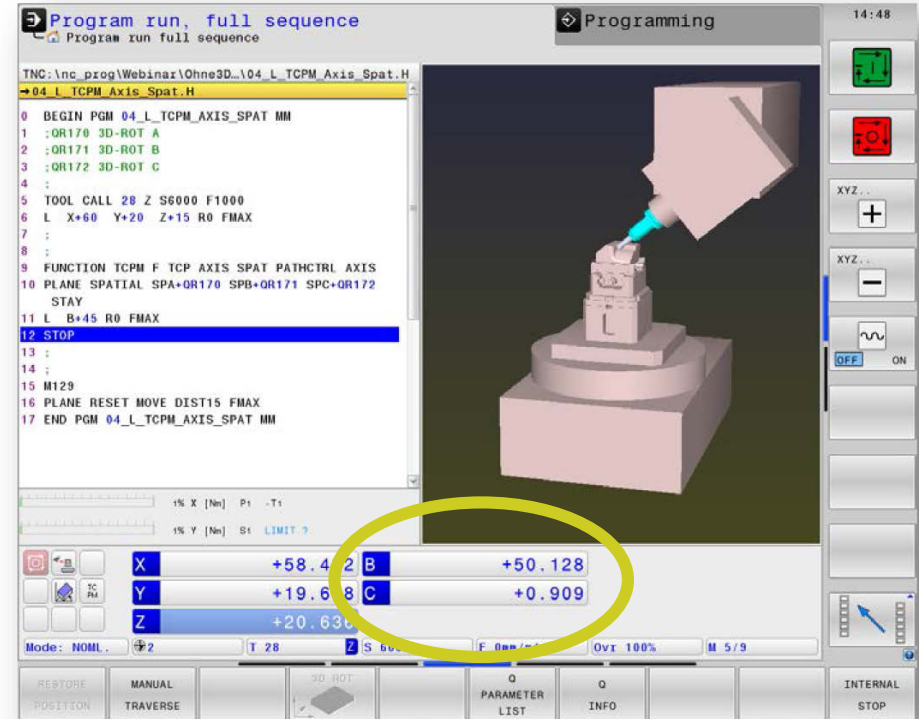 Program run, full sequence
Program run full sequence
Programming
14:48
TNC:\nc_prog\Webinar\Ohne3D…\04_L_TCPM_Axis_Spat.H
→04_L_TCPM_Axis_Spat.H
0 BEGIN PGM 04_L_TCPM_AXIS_SPAT MM
1 ;QR170 3D-ROT A
2 ;QR171 3D-ROT B
3 ;QR172 3D-ROT C
4 ;
5 TOOL CALL 28 Z S6000 F1000
6 L X+60 Y+20 Z+15 R0 FMAX
7 ;
8 ;
9 FUNCTION TCPM F TCP AXIS SPAT PATHCTRL AXIS
10 PLANE SPATIAL SPA+QR170 SPB+QR171 SPC+QR172
STAY
11 L B+45 R0 FMAX
12 STOP
13 ;
14 ;
15 M129
16 PLANE RESET MOVE DIST15 FMAX
17 END PGM 04_L_TCPM_AXIS_SPAT MM
XYZ..
+
XYZ..
−
OFF ON
1% X [Nm] P1 -T1
1% Y [Nm] S1 LIMIT ?
X B +50.128
Y C +0.909
Z +20.636
TC
PM
Mode: NOML. 2 T 28 Z S Ovr 100% M 5/9
RESTORE
POSITION
MANUAL
TRAVERSE
3D ROT
Q
PARAMETER
LIST
Q
INFO
INTERNAL
STOP